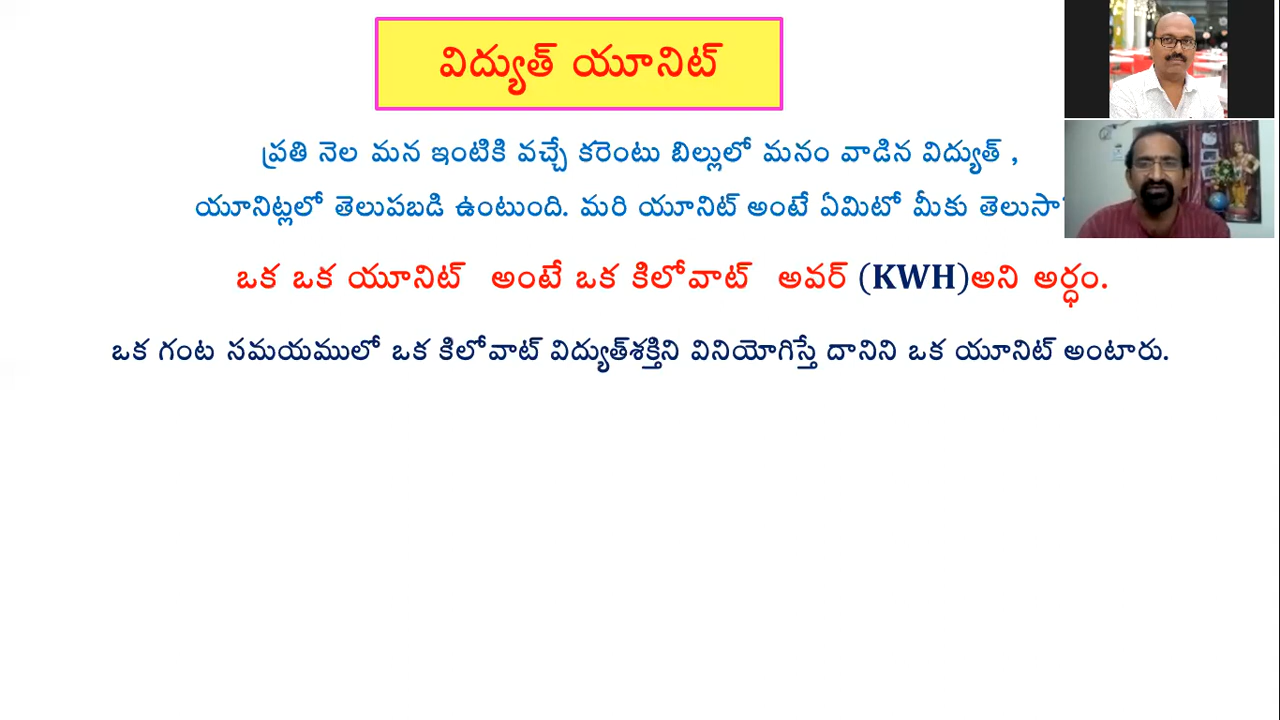 విద్యుత్ యూనిట్
ప్రతి నెల మన ఇంటికి వచ్చే కరెంటు బిల్లులో మనం వాడిన విద్యుత్ ,
యూనిట్లలో తెలుపబడి ఉంటుంది. మరి యూనిట్ అంటే ఏమిటో మీకు తెలుసా?
ఒక ఒక యూనిట్ అంటే ఒక కిలోవాట్ అవర్ (KWH)అని అర్ధం.
ఒక గంట సమయములో ఒక కిలోవాట్ విద్యుత్‌శక్తిని వినియోగిస్తే దానిని ఒక యూనిట్ అంటారు.